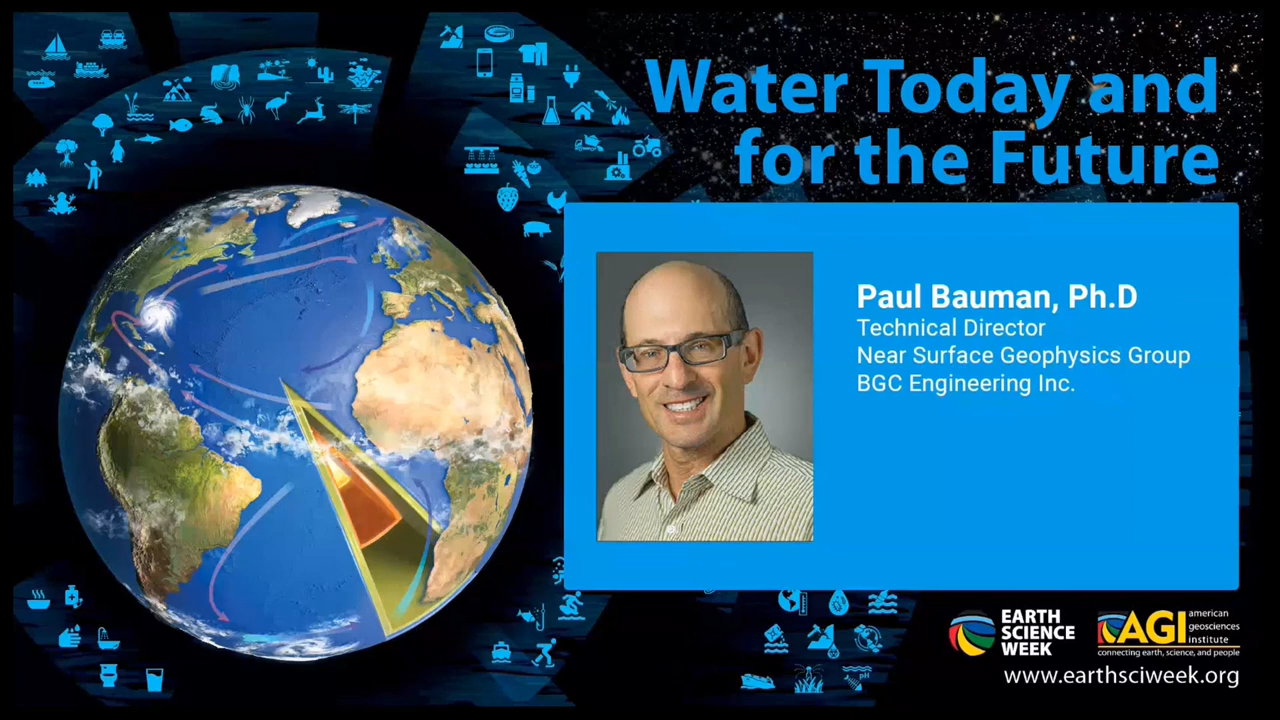 Water Today and
for the Future
Paul Bauman, Ph.D
Technical Director
Near Surface Geophysics Group
BGC Engineering Inc.
EARTH
SCIENCE
WEEK
AGI
american
geosciences
institute
connecting earth, science, and people
www.earthsciweek.org
pH